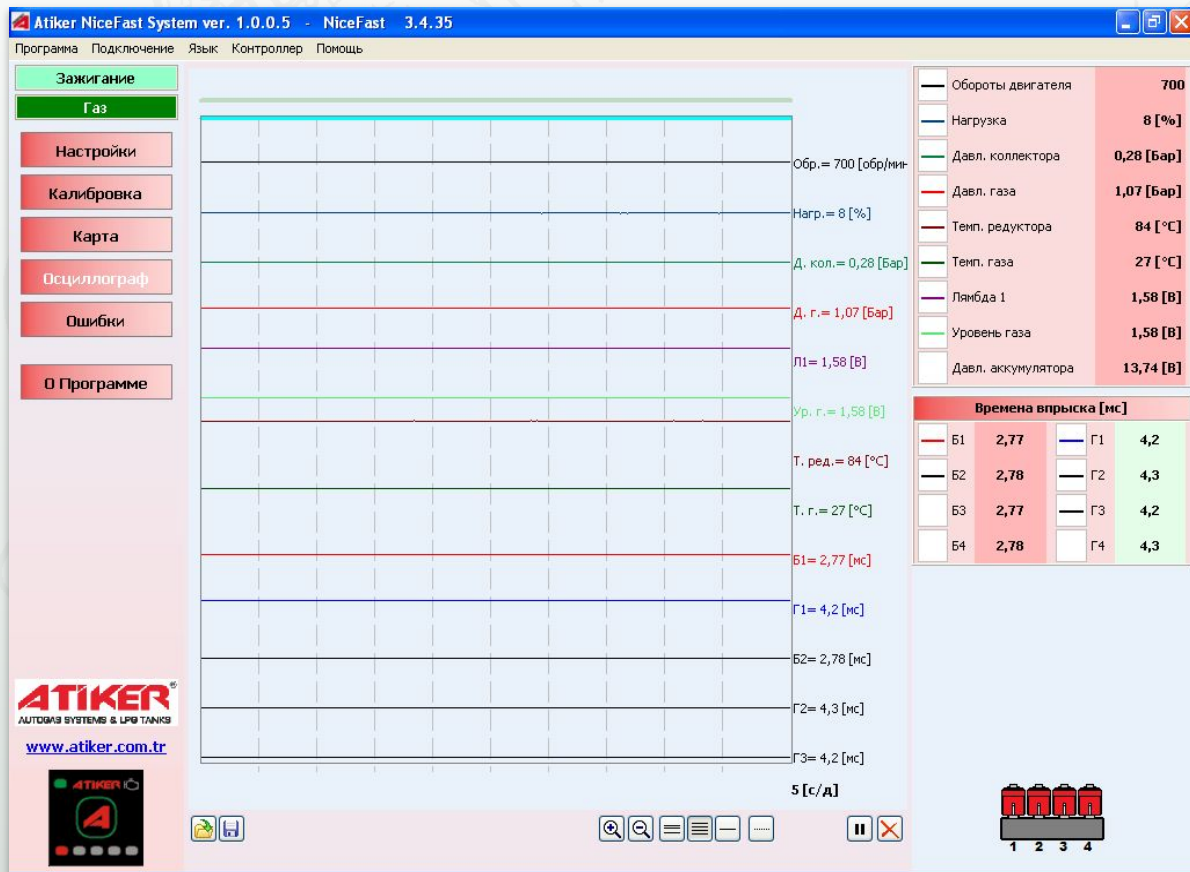 Atiker NiceFast System ver. 1.0.0.5 - NiceFast 3.4.35
Программа Подключение Язык Контроллер Помощь
Зажигание
Газ
Настройки
Калибровка
Карта
Осциллограф
Ошибки
О Программе
ATiKER®
AUTOGAS SYSTEMS & LPG TANKS
www.atiker.com.tr
ATiKER
Обр.= 700 [обр/мин
Нагр.= 8 [%]
Д. кол.= 0,28 [Бар]
Д. г.= 1,07 [Бар]
Л1= 1,58 [В]
Ур. г.= 1,58 [В]
Т. ред.= 84 [°C]
Т. г.= 27 [°C]
Б1= 2,77 [мс]
Г1= 4,2 [мс]
Б2= 2,78 [мс]
Г2= 4,3 [мс]
Г3= 4,2 [мс]
5 [с/д]
Обороты двигателя 700
Нагрузка 8 [%]
Давл. коллектора 0,28 [Бар]
Давл. газа 1,07 [Бар]
Темп. редуктора 84 [°C]
Темп. газа 27 [°C]
Лямбда 1 1,58 [В]
Уровень газа 1,58 [В]
Давл. аккумулятора 13,74 [В]
Времена впрыска [мс]
Б1 2,77 Г1 4,2
Б2 2,78 Г2 4,3
Б3 2,77 Г3 4,2
Б4 2,78 Г4 4,3
1 2 3 4